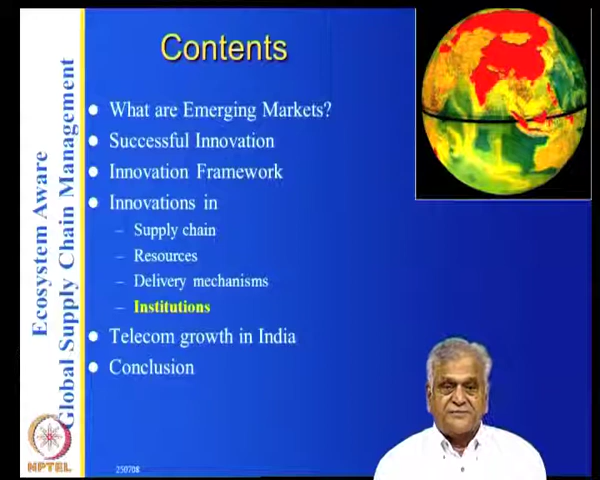 Contents
Ecosystem Aware
Global Supply Chain Management
What are Emerging Markets?
Successful Innovation
Innovation Framework
Innovations in
– Supply chain
– Resources
– Delivery mechanisms
– Institutions
Telecom growth in India
Conclusion
NPTEL
250708